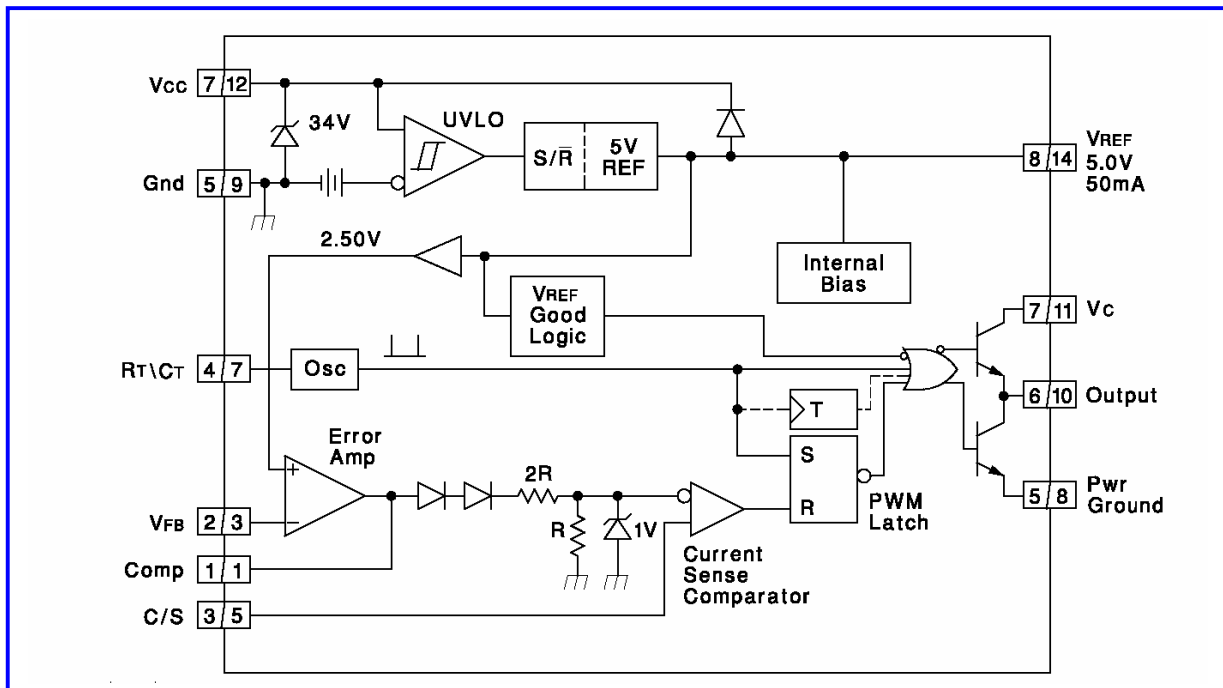 Vcc 7/12
34V
UVLO
S/R̅
5V
REF
8/14
VREF
5.0V
50mA
Gnd 5/9
2.50V
Internal
Bias
VREF
Good
Logic
7/11 Vc
RT\CT 4/7
Osc
T
6/10 Output
Error
Amp
+
−
2R
R
1V
S
R
PWM
Latch
5/8
Pwr
Ground
VFB 2/3
Comp 1/1
Current
Sense
Comparator
C/S 3/5